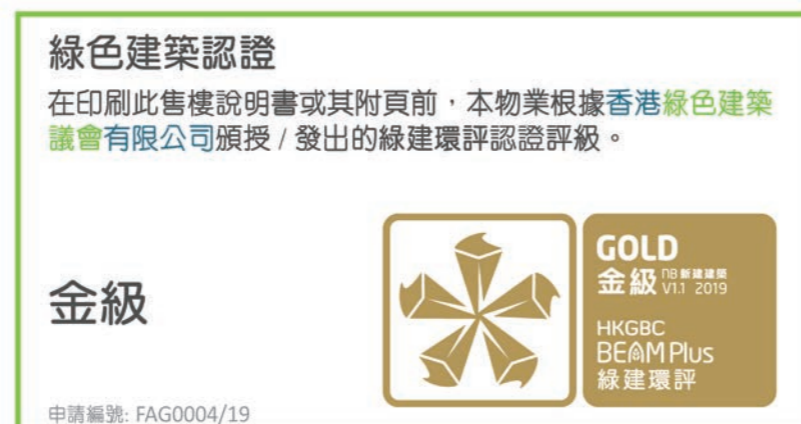 綠色建築認證
在印刷此售樓說明書或其附頁前，本物業根據香港綠色建築
議會有限公司頒授 / 發出的綠建環評認證評級。
金級
GOLD
金級 NB 新建建築
V1.1 2019
HKGBC
BEAM Plus
綠建環評
申請編號: FAG0004/19